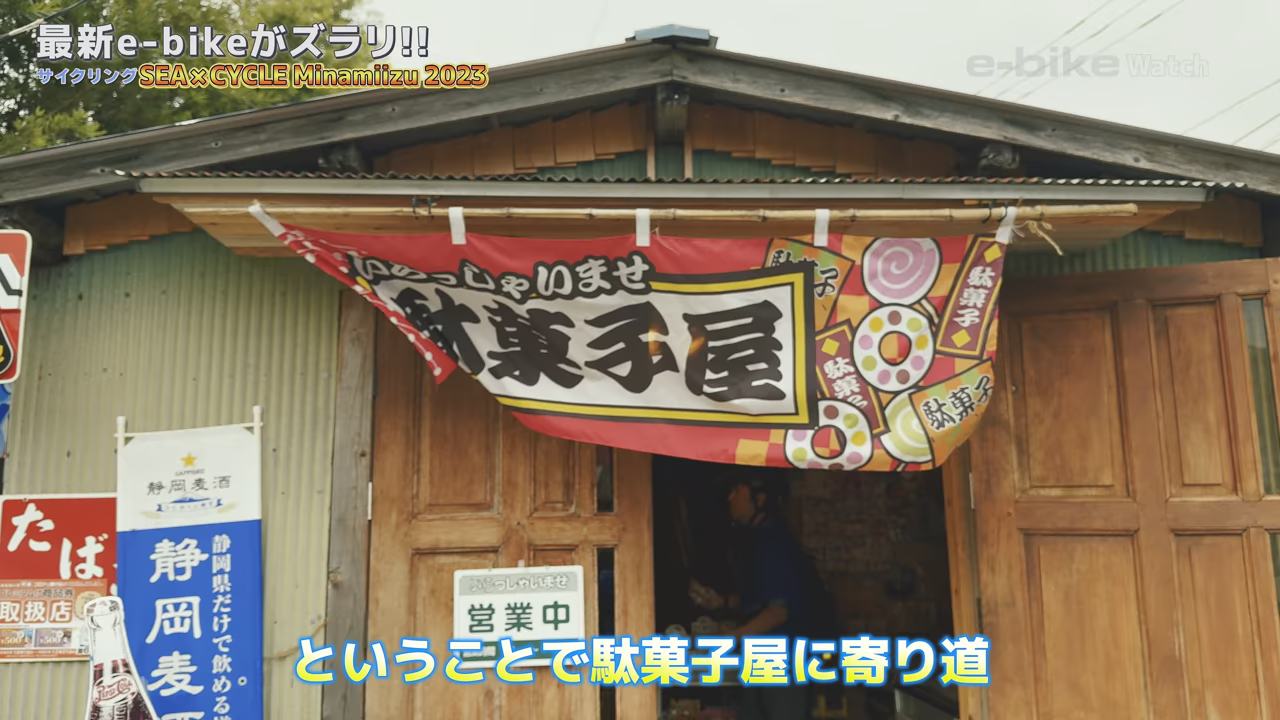 最新e-bikeがズラリ!!
サイクリングSEA×CYCLE Minamiizu 2023
e-bike Watch
いらっしゃいませ
駄菓子屋
駄菓子
駄菓子
駄菓子
駄菓子
SAPPORO
静岡麦酒
静岡麦酒
静岡県だけで飲める
たば
取扱店
いらっしゃいませ
営業中
ということで駄菓子屋に寄り道